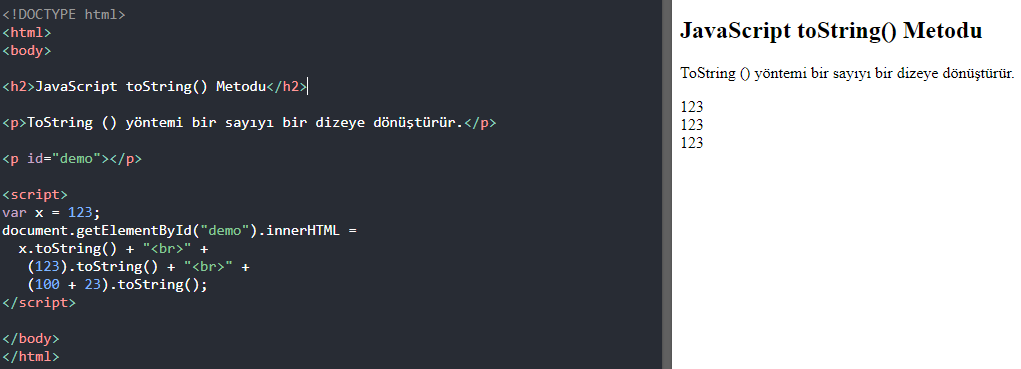 <!DOCTYPE html>
<html>
<body>
<h2>JavaScript toString() Metodu</h2>
<p>ToString () yöntemi bir sayıyı bir dizeye dönüştürür.</p>
<p id="demo"></p>
<script>
var x = 123;
document.getElementById("demo").innerHTML =
  x.toString() + "<br>" +
   (123).toString() + "<br>" +
   (100 + 23).toString();
</script>
</body>
</html>
JavaScript toString() Metodu
ToString () yöntemi bir sayıyı bir dizeye dönüştürür.
123
123
123